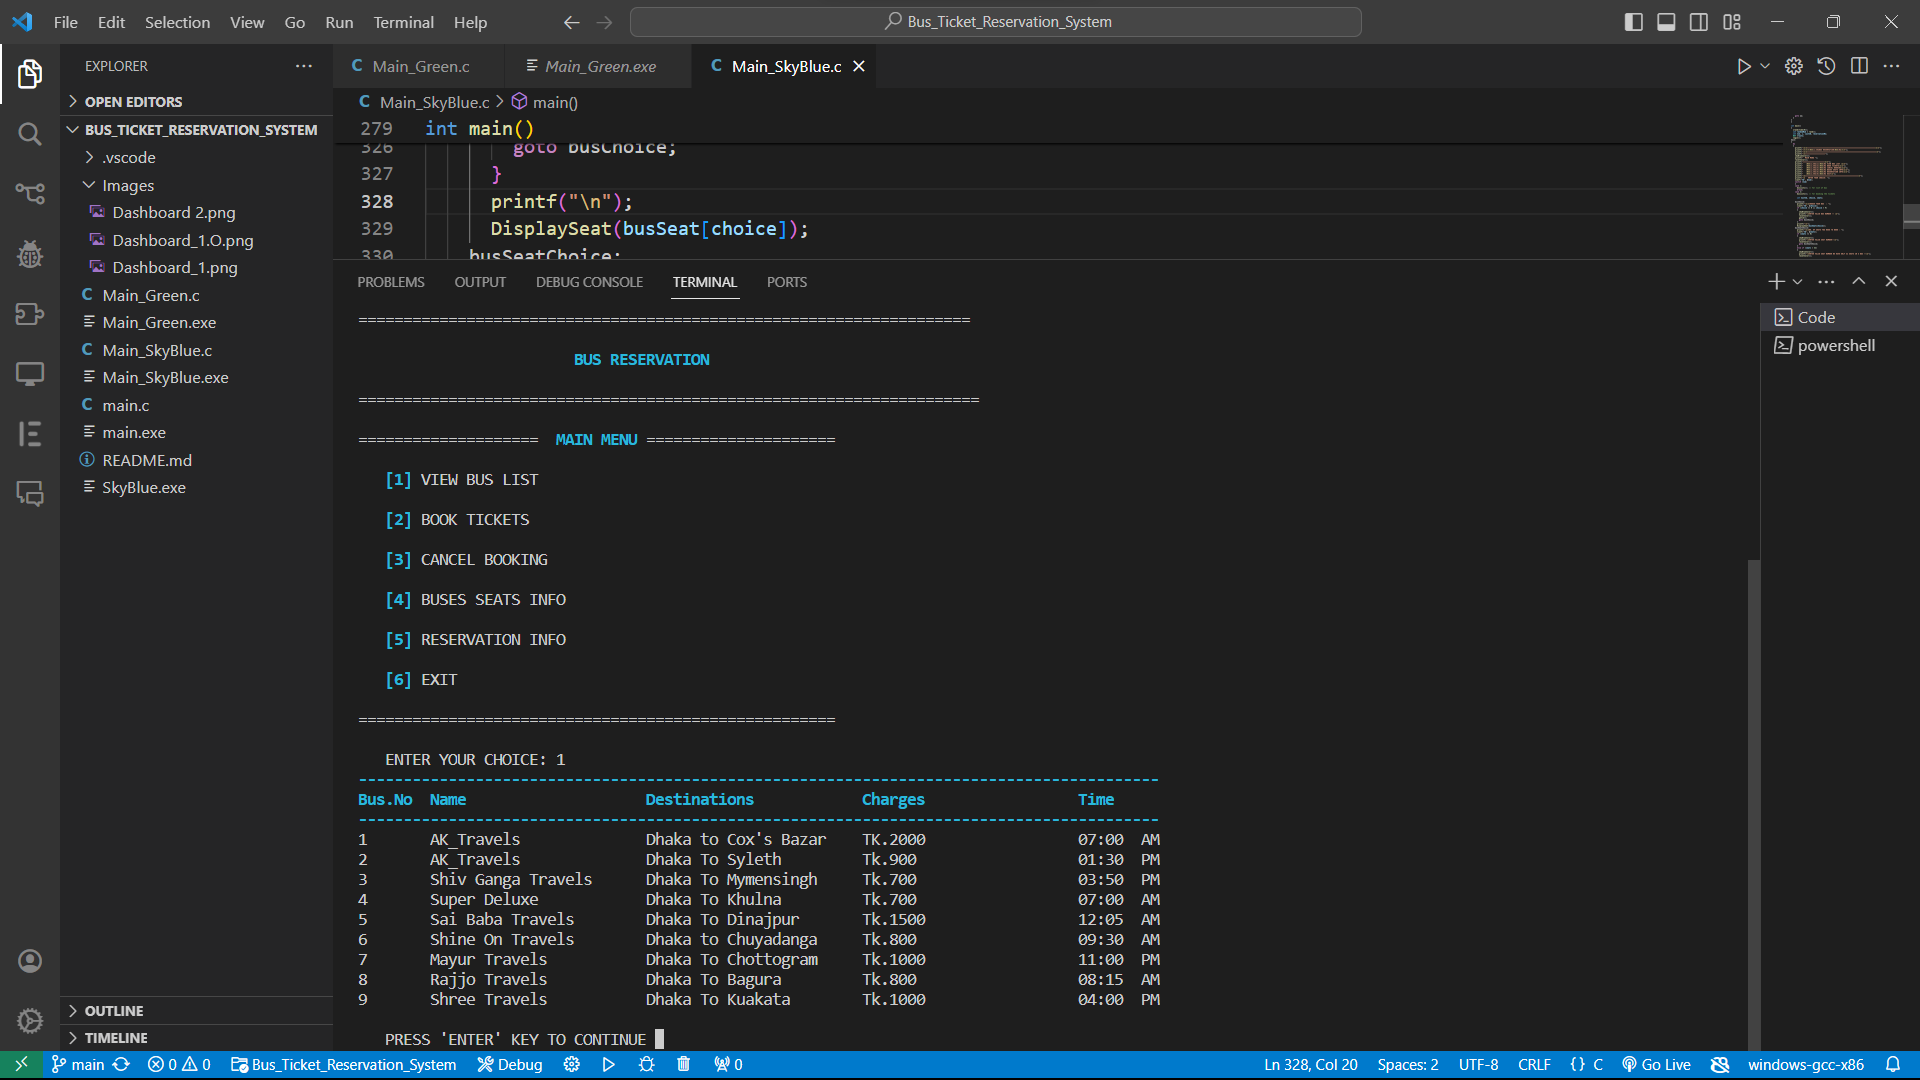 File Edit Selection View Go Run Terminal Help
Bus_Ticket_Reservation_System
EXPLORER
OPEN EDITORS
BUS_TICKET_RESERVATION_SYSTEM
.vscode
Images
Dashboard 2.png
Dashboard_1.O.png
Dashboard_1.png
C Main_Green.c
Main_Green.exe
C Main_SkyBlue.c
Main_SkyBlue.exe
C main.c
main.exe
README.md
SkyBlue.exe
OUTLINE
TIMELINE
C Main_Green.c Main_Green.exe C Main_SkyBlue.c
C Main_SkyBlue.c > main()
279 int main()
326 goto busChoice;
327 }
328 printf("\n");
329 DisplaySeat(busSeat[choice]);
330 busSeatChoice:
PROBLEMS OUTPUT DEBUG CONSOLE TERMINAL PORTS
Code
powershell
====================================================================
BUS RESERVATION
=====================================================================
==================== MAIN MENU =====================
[1] VIEW BUS LIST
[2] BOOK TICKETS
[3] CANCEL BOOKING
[4] BUSES SEATS INFO
[5] RESERVATION INFO
[6] EXIT
=====================================================
ENTER YOUR CHOICE: 1
-----------------------------------------------------------------------------------------
Bus.No Name Destinations Charges Time
-----------------------------------------------------------------------------------------
1 AK_Travels Dhaka to Cox's Bazar TK.2000 07:00 AM
2 AK_Travels Dhaka To Syleth Tk.900 01:30 PM
3 Shiv Ganga Travels Dhaka To Mymensingh Tk.700 03:50 PM
4 Super Deluxe Dhaka To Khulna Tk.700 07:00 AM
5 Sai Baba Travels Dhaka To Dinajpur Tk.1500 12:05 AM
6 Shine On Travels Dhaka to Chuyadanga Tk.800 09:30 AM
7 Mayur Travels Dhaka To Chottogram Tk.1000 11:00 PM
8 Rajjo Travels Dhaka To Bagura Tk.800 08:15 AM
9 Shree Travels Dhaka To Kuakata Tk.1000 04:00 PM
PRESS 'ENTER' KEY TO CONTINUE
main 0 0 Bus_Ticket_Reservation_System Debug 0 Ln 328, Col 20 Spaces: 2 UTF-8 CRLF {} C Go Live windows-gcc-x86